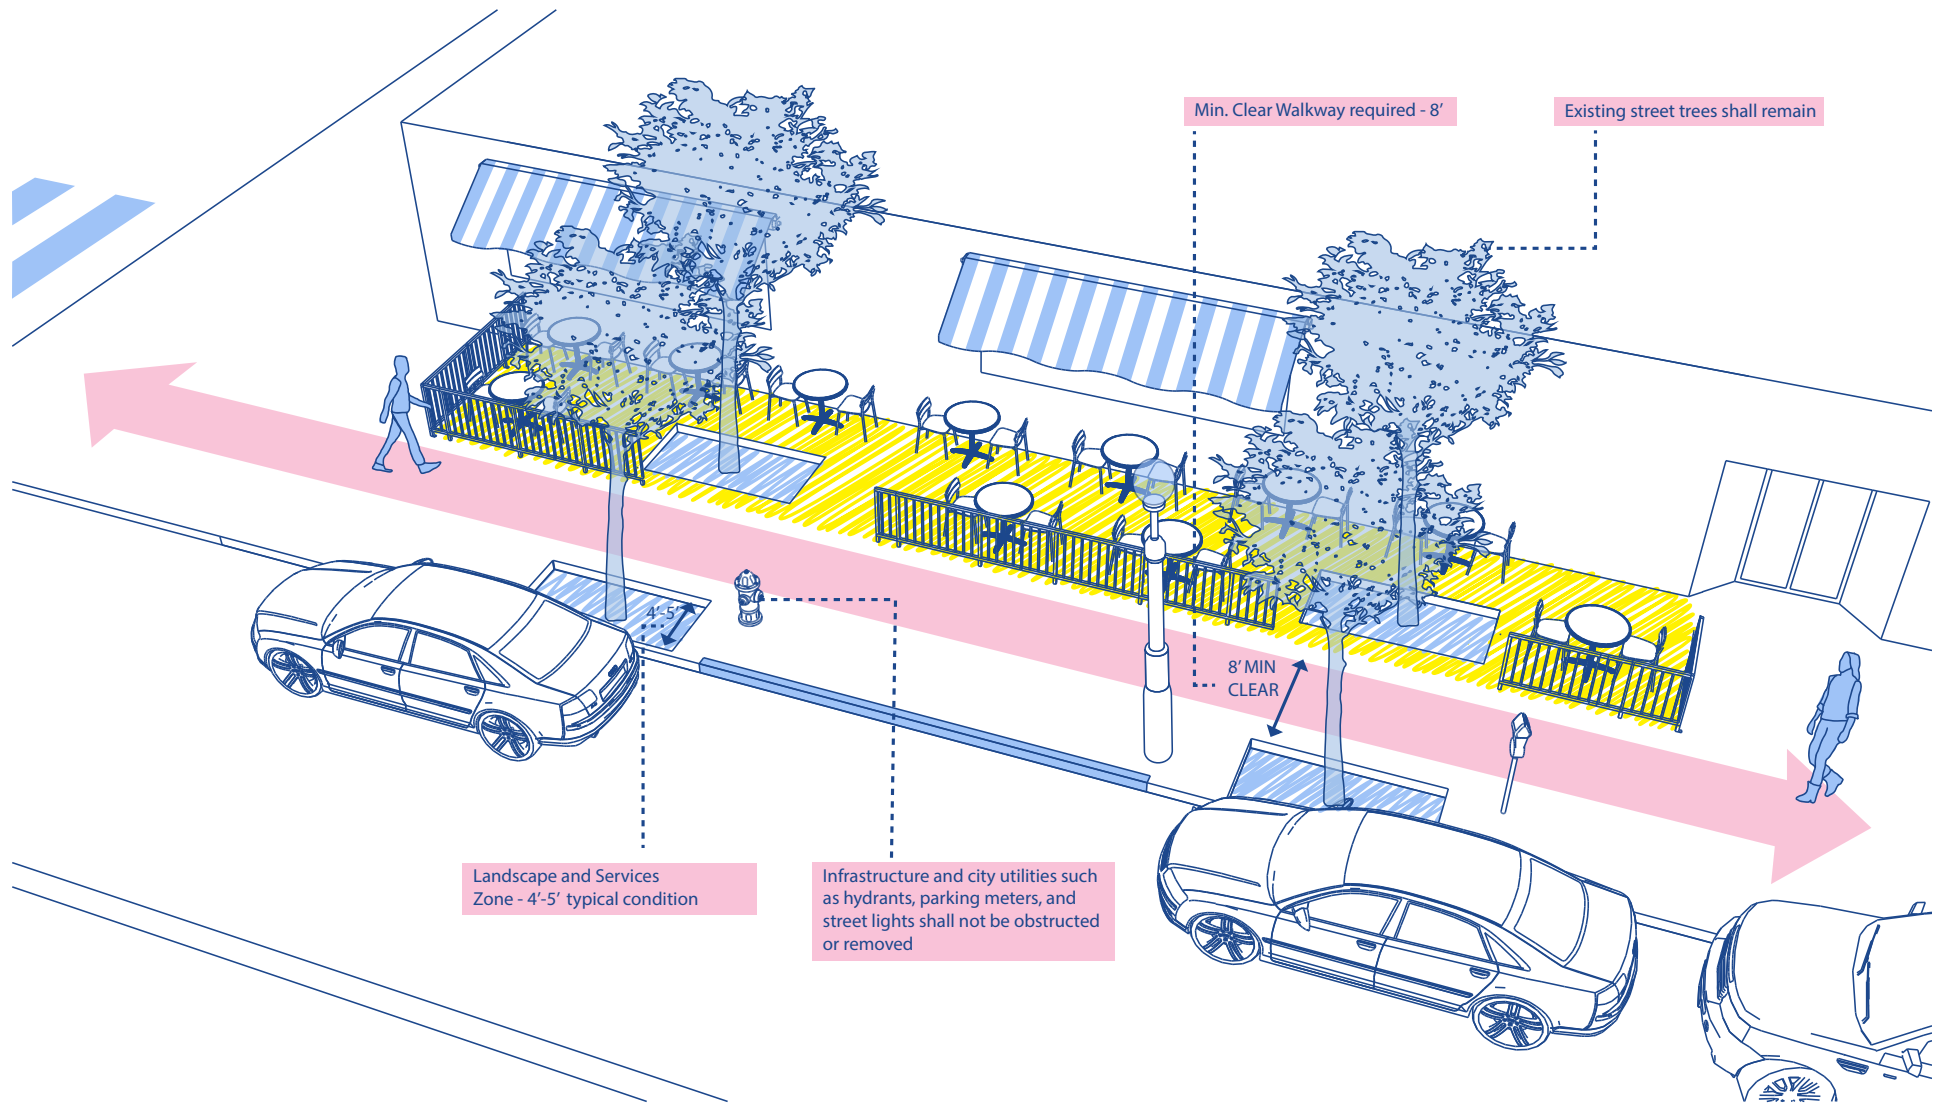 Min. Clear Walkway required - 8'
Existing street trees shall remain
4'-5'
8' MIN
CLEAR
Landscape and Services
Zone - 4'-5' typical condition
Infrastructure and city utilities such
as hydrants, parking meters, and
street lights shall not be obstructed
or removed